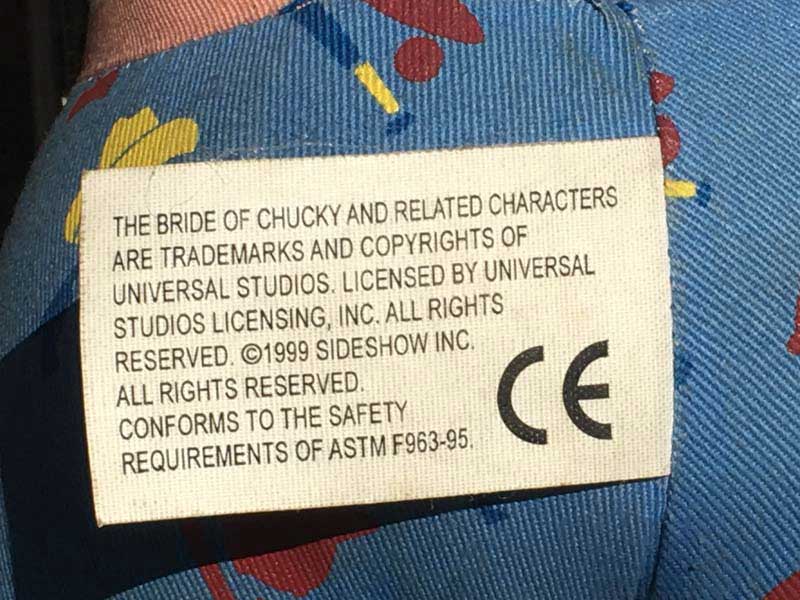 THE BRIDE OF CHUCKY AND RELATED CHARACTERS
ARE TRADEMARKS AND COPYRIGHTS OF
UNIVERSAL STUDIOS. LICENSED BY UNIVERSAL
STUDIOS LICENSING, INC. ALL RIGHTS
RESERVED. ©1999 SIDESHOW INC.
ALL RIGHTS RESERVED.
CONFORMS TO THE SAFETY
REQUIREMENTS OF ASTM F963-95.
CE